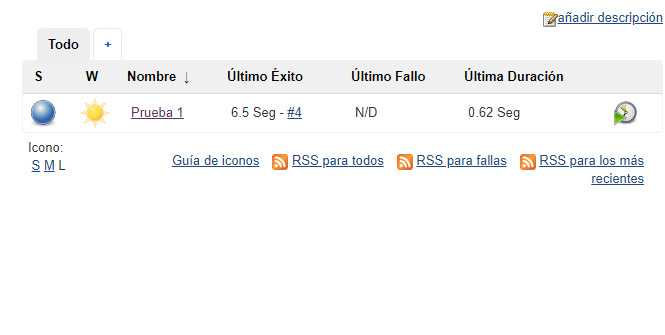 añadir descripción
Todo +
S W Nombre ↓ Último Éxito Último Fallo Última Duración
Prueba 1 6.5 Seg - #4 N/D 0.62 Seg
Icono:
S M L
Guía de iconos RSS para todos RSS para fallas RSS para los más
recientes